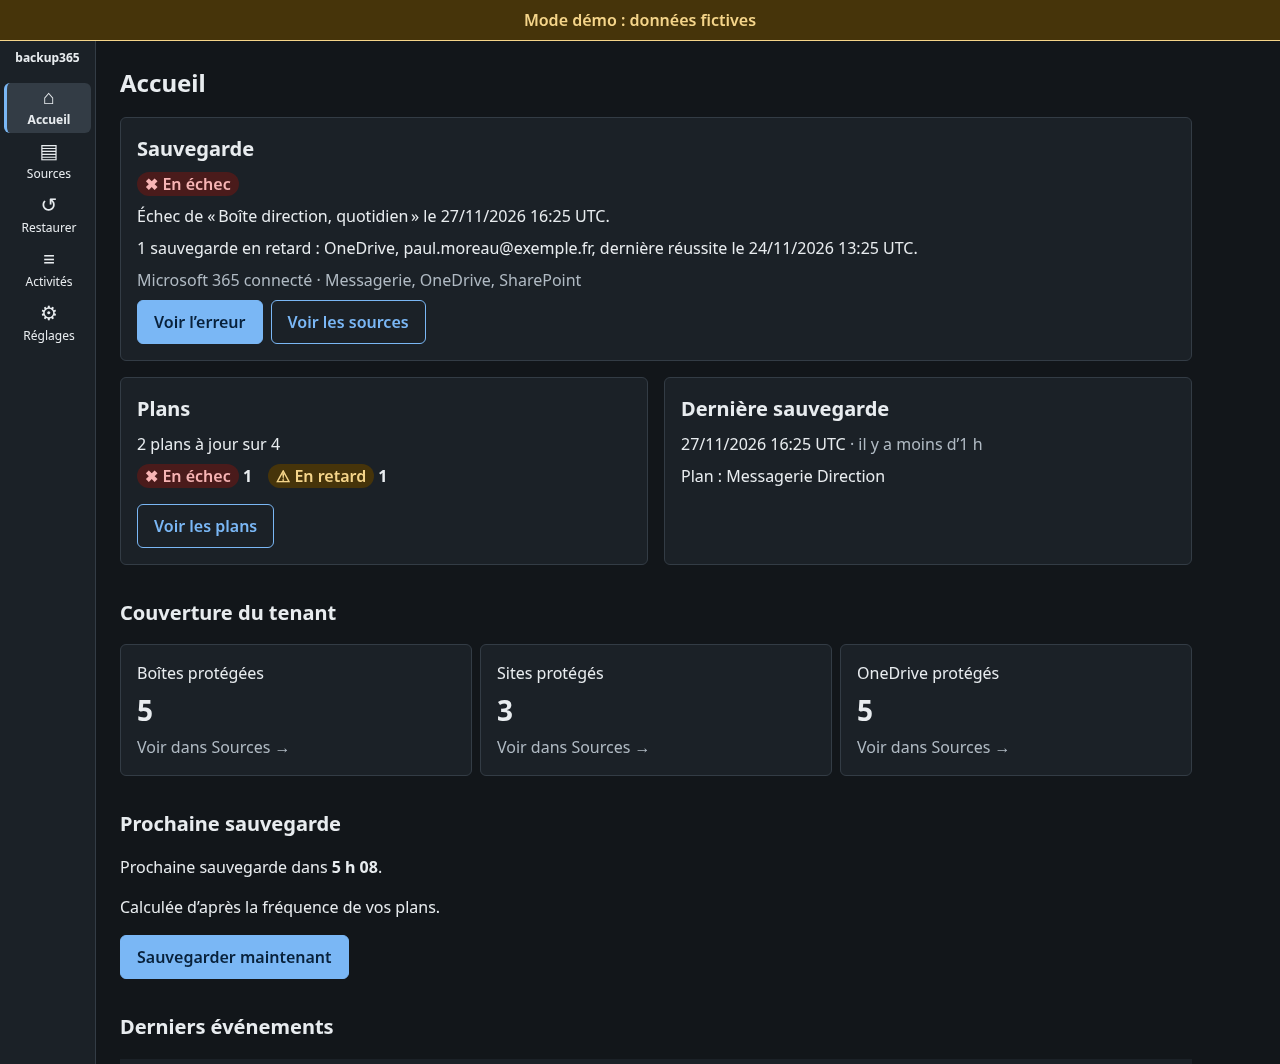 Mode démo : données fictives
backup365
Accueil
Sources
Restaurer
Activités
Réglages
Accueil
Sauvegarde
✖ En échec
Échec de « Boîte direction, quotidien » le 27/11/2026 16:25 UTC.
1 sauvegarde en retard : OneDrive, paul.moreau@exemple.fr, dernière réussite le 24/11/2026 13:25 UTC.
Microsoft 365 connecté · Messagerie, OneDrive, SharePoint
Voir l’erreur Voir les sources
Plans
2 plans à jour sur 4
✖ En échec 1 ⚠ En retard 1
Voir les plans
Dernière sauvegarde
27/11/2026 16:25 UTC · il y a moins d’1 h
Plan : Messagerie Direction
Couverture du tenant
Boîtes protégées
5
Voir dans Sources →
Sites protégés
3
Voir dans Sources →
OneDrive protégés
5
Voir dans Sources →
Prochaine sauvegarde
Prochaine sauvegarde dans 5 h 08.
Calculée d’après la fréquence de vos plans.
Sauvegarder maintenant
Derniers événements